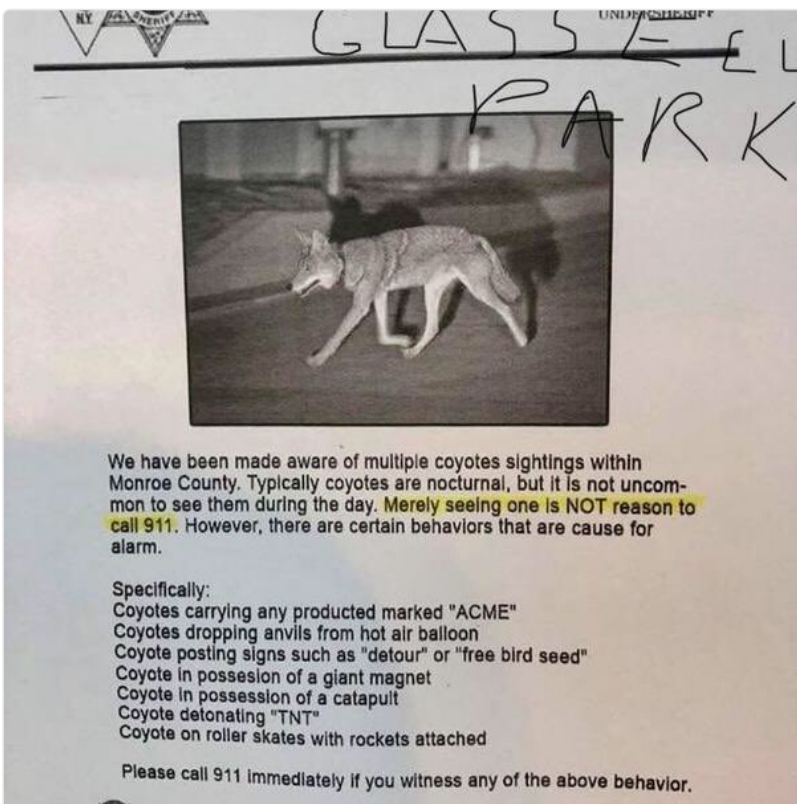 N.Y. SHERIFF UNDERSHERIFF
GLASSELL
PARK
We have been made aware of multiple coyotes sightings within
Monroe County. Typically coyotes are nocturnal, but it is not uncom-
mon to see them during the day. Merely seeing one is NOT reason to
call 911. However, there are certain behaviors that are cause for
alarm.
Specifically:
Coyotes carrying any producted marked "ACME"
Coyotes dropping anvils from hot air balloon
Coyote posting signs such as "detour" or "free bird seed"
Coyote in possesion of a giant magnet
Coyote in possession of a catapult
Coyote detonating "TNT"
Coyote on roller skates with rockets attached
Please call 911 immediately if you witness any of the above behavior.